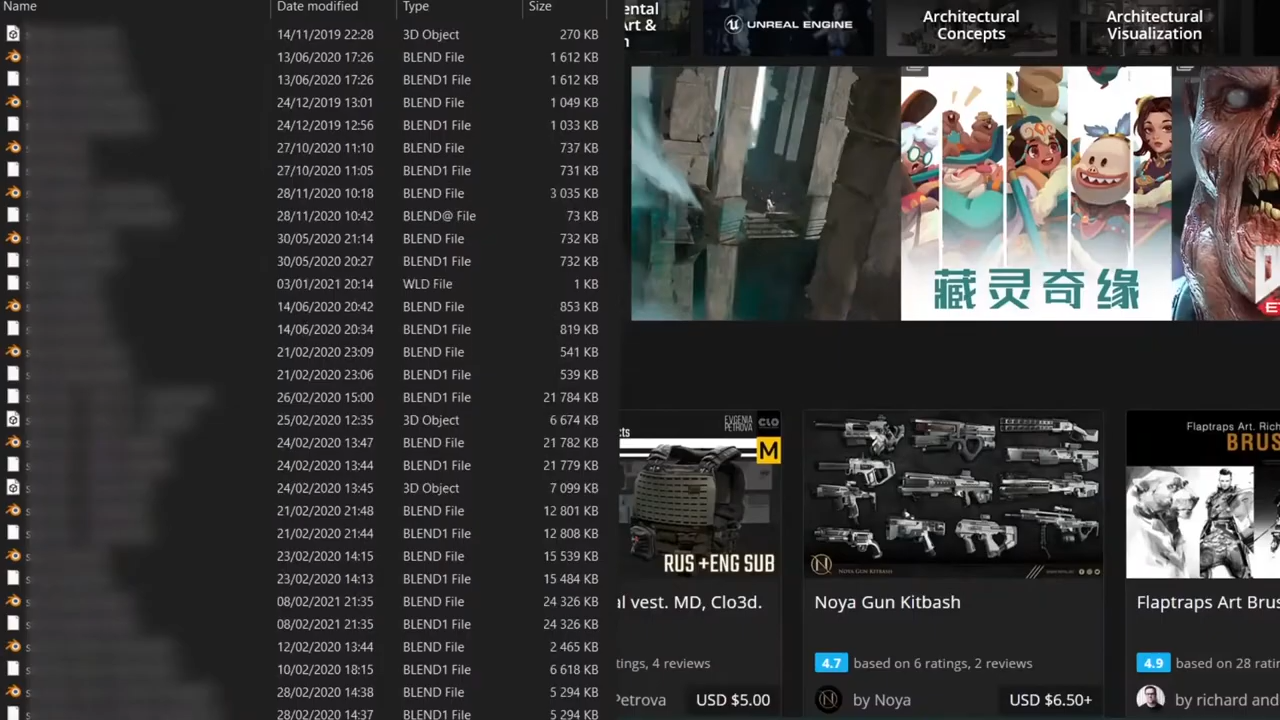 Name Date modified Type Size
14/11/2019 22:28 3D Object 270 KB
13/06/2020 17:26 BLEND File 1 612 KB
13/06/2020 17:26 BLEND1 File 1 612 KB
24/12/2019 13:01 BLEND File 1 049 KB
24/12/2019 12:56 BLEND1 File 1 033 KB
27/10/2020 11:10 BLEND File 737 KB
27/10/2020 11:05 BLEND1 File 731 KB
28/11/2020 10:18 BLEND File 3 035 KB
28/11/2020 10:42 BLEND@ File 73 KB
30/05/2020 21:14 BLEND File 732 KB
30/05/2020 20:27 BLEND1 File 732 KB
03/01/2021 20:14 WLD File 1 KB
14/06/2020 20:42 BLEND File 853 KB
14/06/2020 20:34 BLEND1 File 819 KB
21/02/2020 23:09 BLEND File 541 KB
21/02/2020 23:06 BLEND1 File 539 KB
26/02/2020 15:00 BLEND1 File 21 784 KB
25/02/2020 12:35 3D Object 6 674 KB
24/02/2020 13:47 BLEND File 21 782 KB
24/02/2020 13:44 BLEND1 File 21 779 KB
24/02/2020 13:45 3D Object 7 099 KB
21/02/2020 21:48 BLEND File 12 801 KB
21/02/2020 21:44 BLEND1 File 12 808 KB
23/02/2020 14:15 BLEND File 15 539 KB
23/02/2020 14:13 BLEND1 File 15 484 KB
08/02/2021 21:35 BLEND File 24 326 KB
08/02/2021 21:35 BLEND1 File 24 326 KB
12/02/2020 13:44 BLEND File 2 465 KB
10/02/2020 18:15 BLEND1 File 6 618 KB
28/02/2020 14:38 BLEND File 5 294 KB
28/02/2020 14:37 BLEND1 File 5 294 KB
ental
Art &
n
UNREAL ENGINE
Architectural
Concepts
Architectural
Visualization
藏灵奇缘
cts
EVGENIA
PETROVA
CLO
M
RUS +ENG SUB
al vest. MD, Clo3d.
tings, 4 reviews
Petrova USD $5.00
NOYA GUN KITBASH
Noya Gun Kitbash
4.7 based on 6 ratings, 2 reviews
by Noya USD $6.50+
Flaptraps Art. Rich
BRUS
Flaptraps Art Brus
4.9 based on 28 rati
by richard and